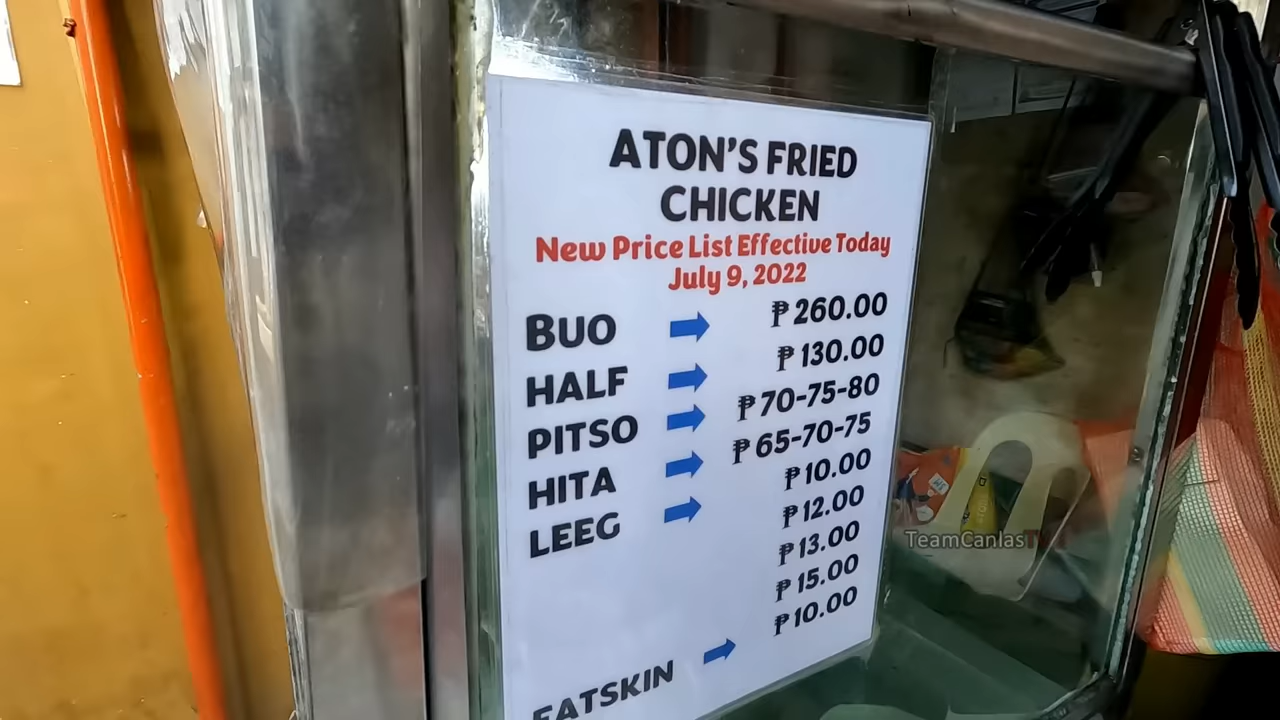 ATON'S FRIED
CHICKEN
New Price List Effective Today
July 9, 2022
BUO ₱ 260.00
HALF ₱ 130.00
PITSO ₱ 70-75-80
HITA ₱ 65-70-75
LEEG ₱ 10.00
₱ 12.00
₱ 13.00
₱ 15.00
₱ 10.00
FATSKIN
TeamCanlasTV